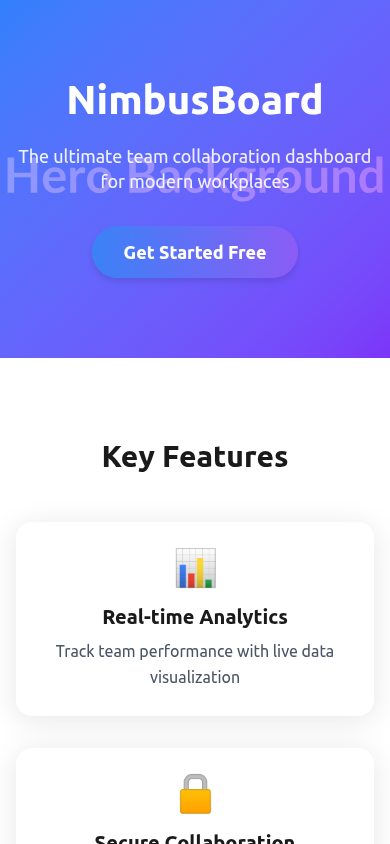 NimbusBoard
The ultimate team collaboration dashboard
for modern workplaces
Hero Background
Get Started Free
Key Features
Real-time Analytics
Track team performance with live data
visualization
Secure Collaboration